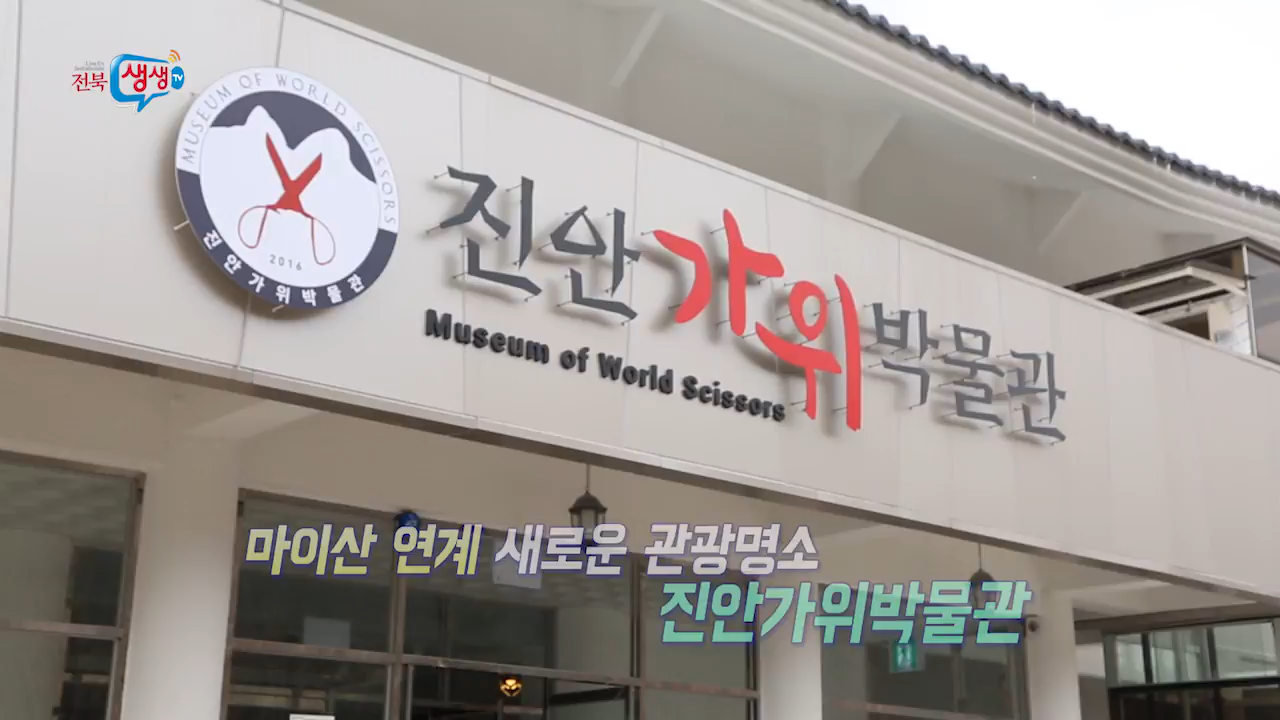 전북 생생 TV
MUSEUM OF WORLD SCISSORS
2016
진안가위박물관
진안가위박물관
Museum of World Scissors
마이산 연계 새로운 관광명소
진안가위박물관